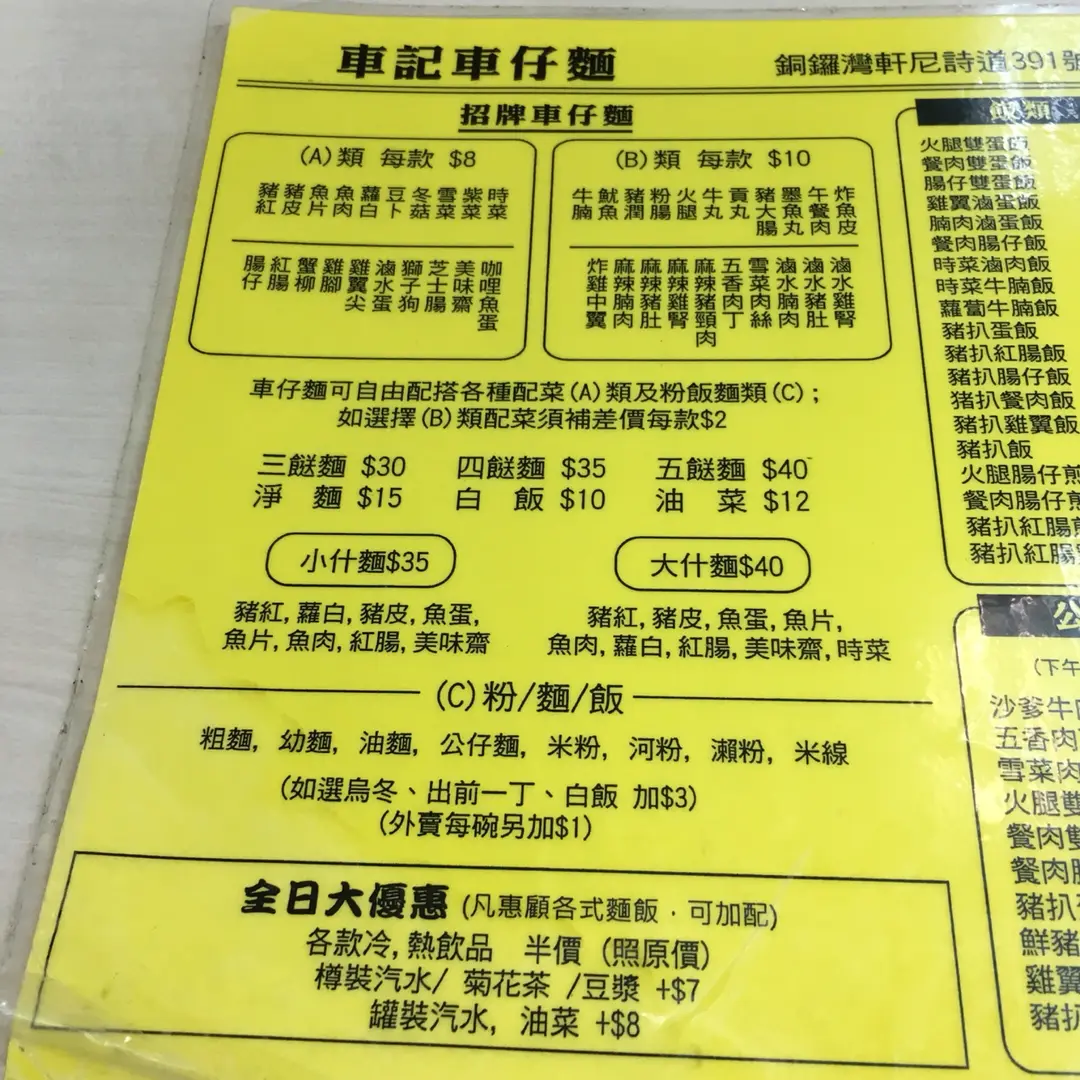 車記車仔麵
銅鑼灣軒尼詩道391號
招牌車仔麵
(A)類 每款 $8
豬紅
豬皮
魚片
魚肉
蘿白
豆卜
冬菇
雪菜
紫菜
時菜
腸仔
紅腸
蟹柳
雞腳
雞翼尖
滷水蛋
獅子狗
芝士腸
美味齋
咖哩魚蛋
(B)類 每款 $10
牛腩
魷魚
豬潤
粉腸
火腿
牛丸
貢丸
豬大腸
墨魚丸
午餐肉
炸魚皮
炸雞中翼
麻辣腩肉
麻辣豬肚
麻辣雞腎
麻辣豬頸肉
五香肉丁
雪菜肉絲
滷水腩肉
滷水豬肚
滷水雞腎
車仔麵可自由配搭各種配菜(A)類及粉飯麵類(C);
如選擇(B)類配菜須補差價每款$2
三餸麵 $30 四餸麵 $35 五餸麵 $40
淨 麵 $15 白 飯 $10 油 菜 $12
小什麵$35
豬紅, 蘿白, 豬皮, 魚蛋,
魚片, 魚肉, 紅腸, 美味齋
大什麵$40
豬紅, 豬皮, 魚蛋, 魚片,
魚肉, 蘿白, 紅腸, 美味齋, 時菜
(C)粉/麵/飯
粗麵, 幼麵, 油麵, 公仔麵, 米粉, 河粉, 瀨粉, 米線
(如選烏冬、出前一丁、白飯 加$3)
(外賣每碗另加$1)
全日大優惠 (凡惠顧各式麵飯．可加配)
各款冷, 熱飲品 半價 (照原價)
樽裝汽水/ 菊花茶 /豆漿 +$7
罐裝汽水, 油菜 +$8
飯類
火腿雙蛋飯
餐肉雙蛋飯
腸仔雙蛋飯
雞翼滷蛋飯
腩肉滷蛋飯
餐肉腸仔飯
時菜滷肉飯
時菜牛腩飯
蘿蔔牛腩飯
豬扒蛋飯
豬扒紅腸飯
豬扒腸仔飯
豬扒餐肉飯
豬扒雞翼飯
豬扒飯
火腿腸仔煎
餐肉腸仔煎
豬扒紅腸
豬扒紅腸
公
(下午
沙爹牛
五香肉
雪菜肉
火腿雙
餐肉雙
餐肉
豬扒
鮮豬
雞翼
豬扒